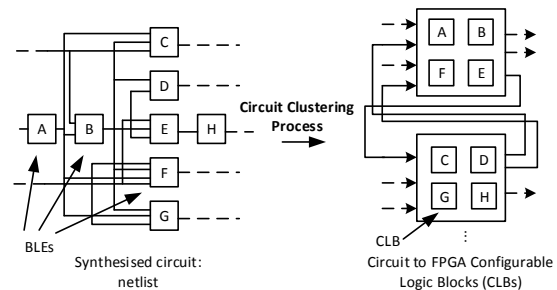 C
D
A
B
E
H
F
G
BLEs
Synthesised circuit:
netlist
Circuit Clustering
Process
A
B
F
E
C
D
G
H
CLB
⋮
Circuit to FPGA Configurable
Logic Blocks (CLBs)